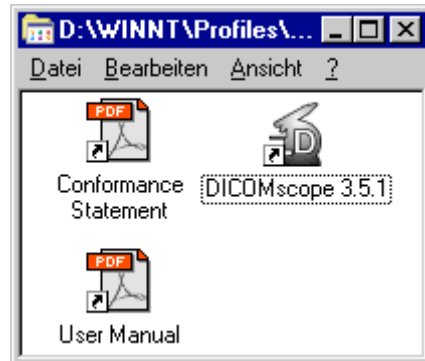 D:\WINNT\Profiles\...
Datei Bearbeiten Ansicht ?
PDF
Conformance
Statement
DICOMscope 3.5.1
PDF
User Manual